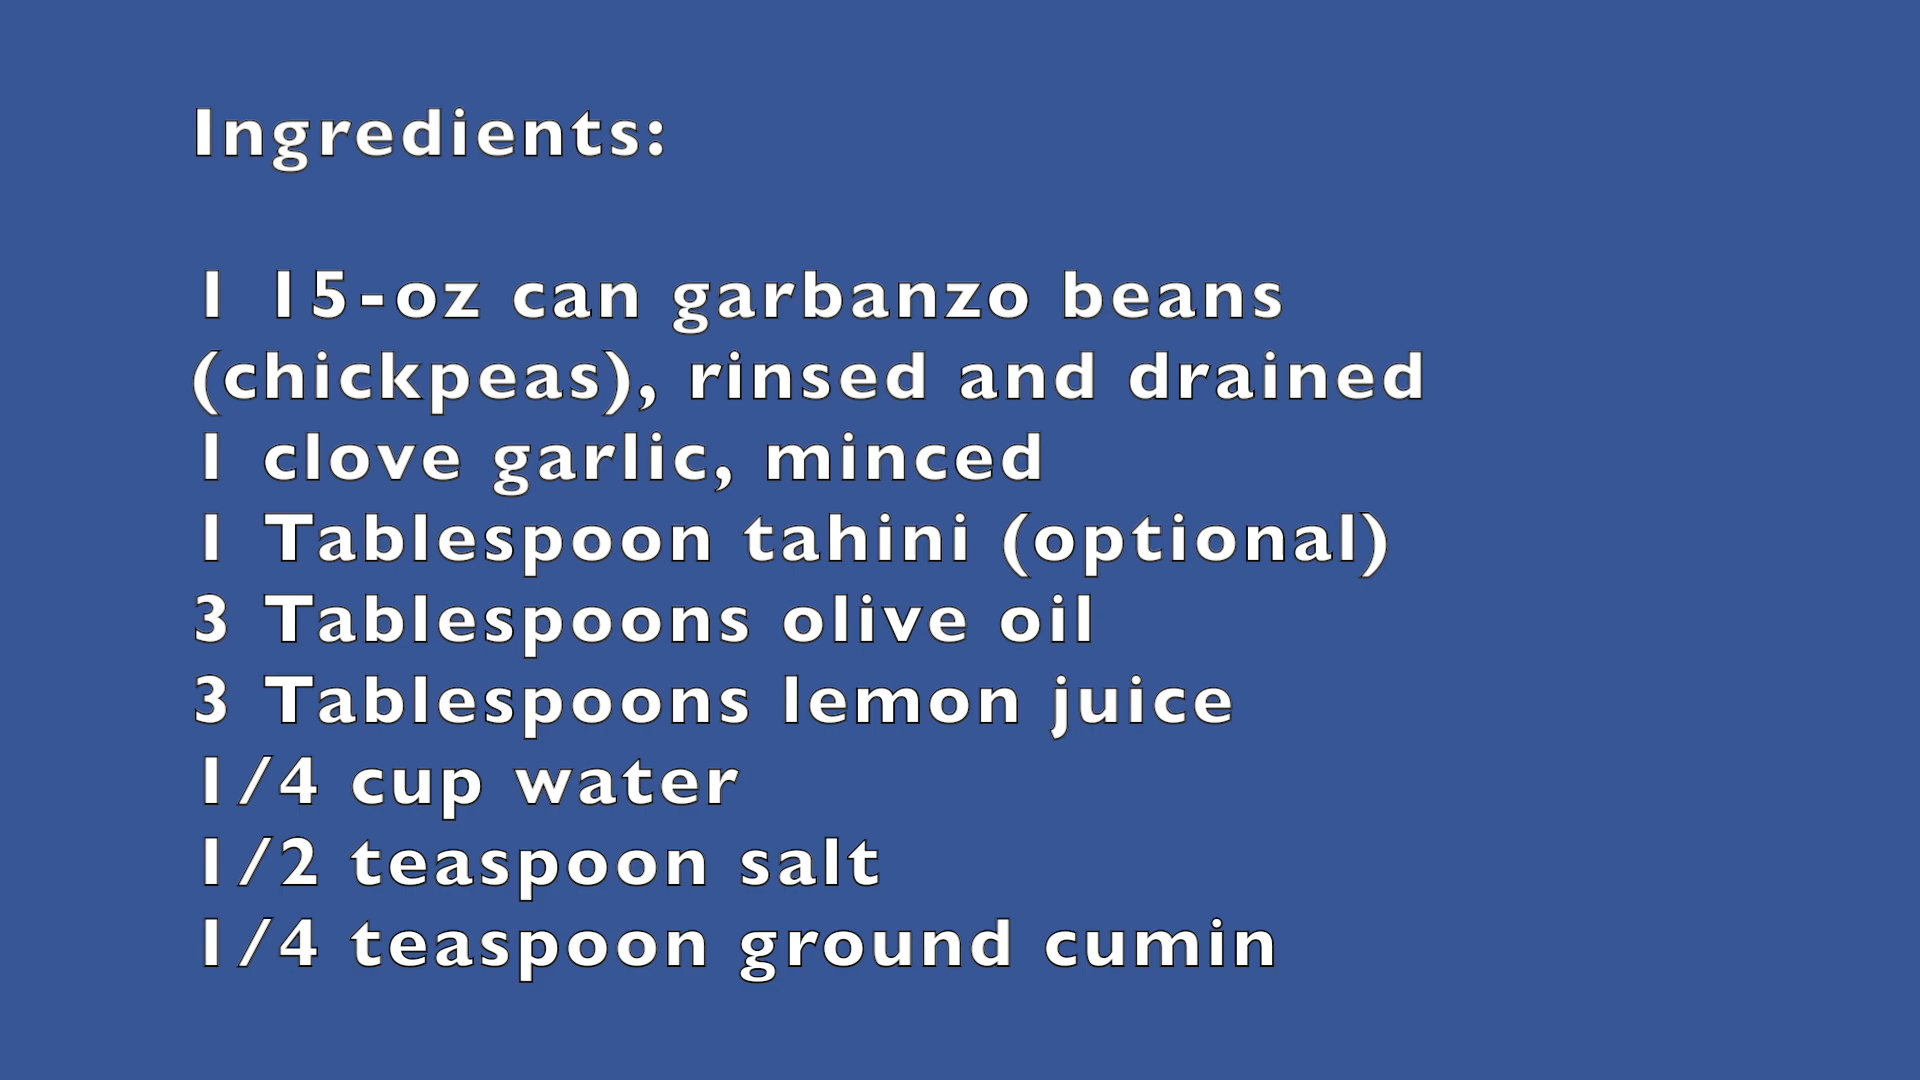 Ingredients:
1 15-oz can garbanzo beans
(chickpeas), rinsed and drained
1 clove garlic, minced
1 Tablespoon tahini (optional)
3 Tablespoons olive oil
3 Tablespoons lemon juice
1/4 cup water
1/2 teaspoon salt
1/4 teaspoon ground cumin